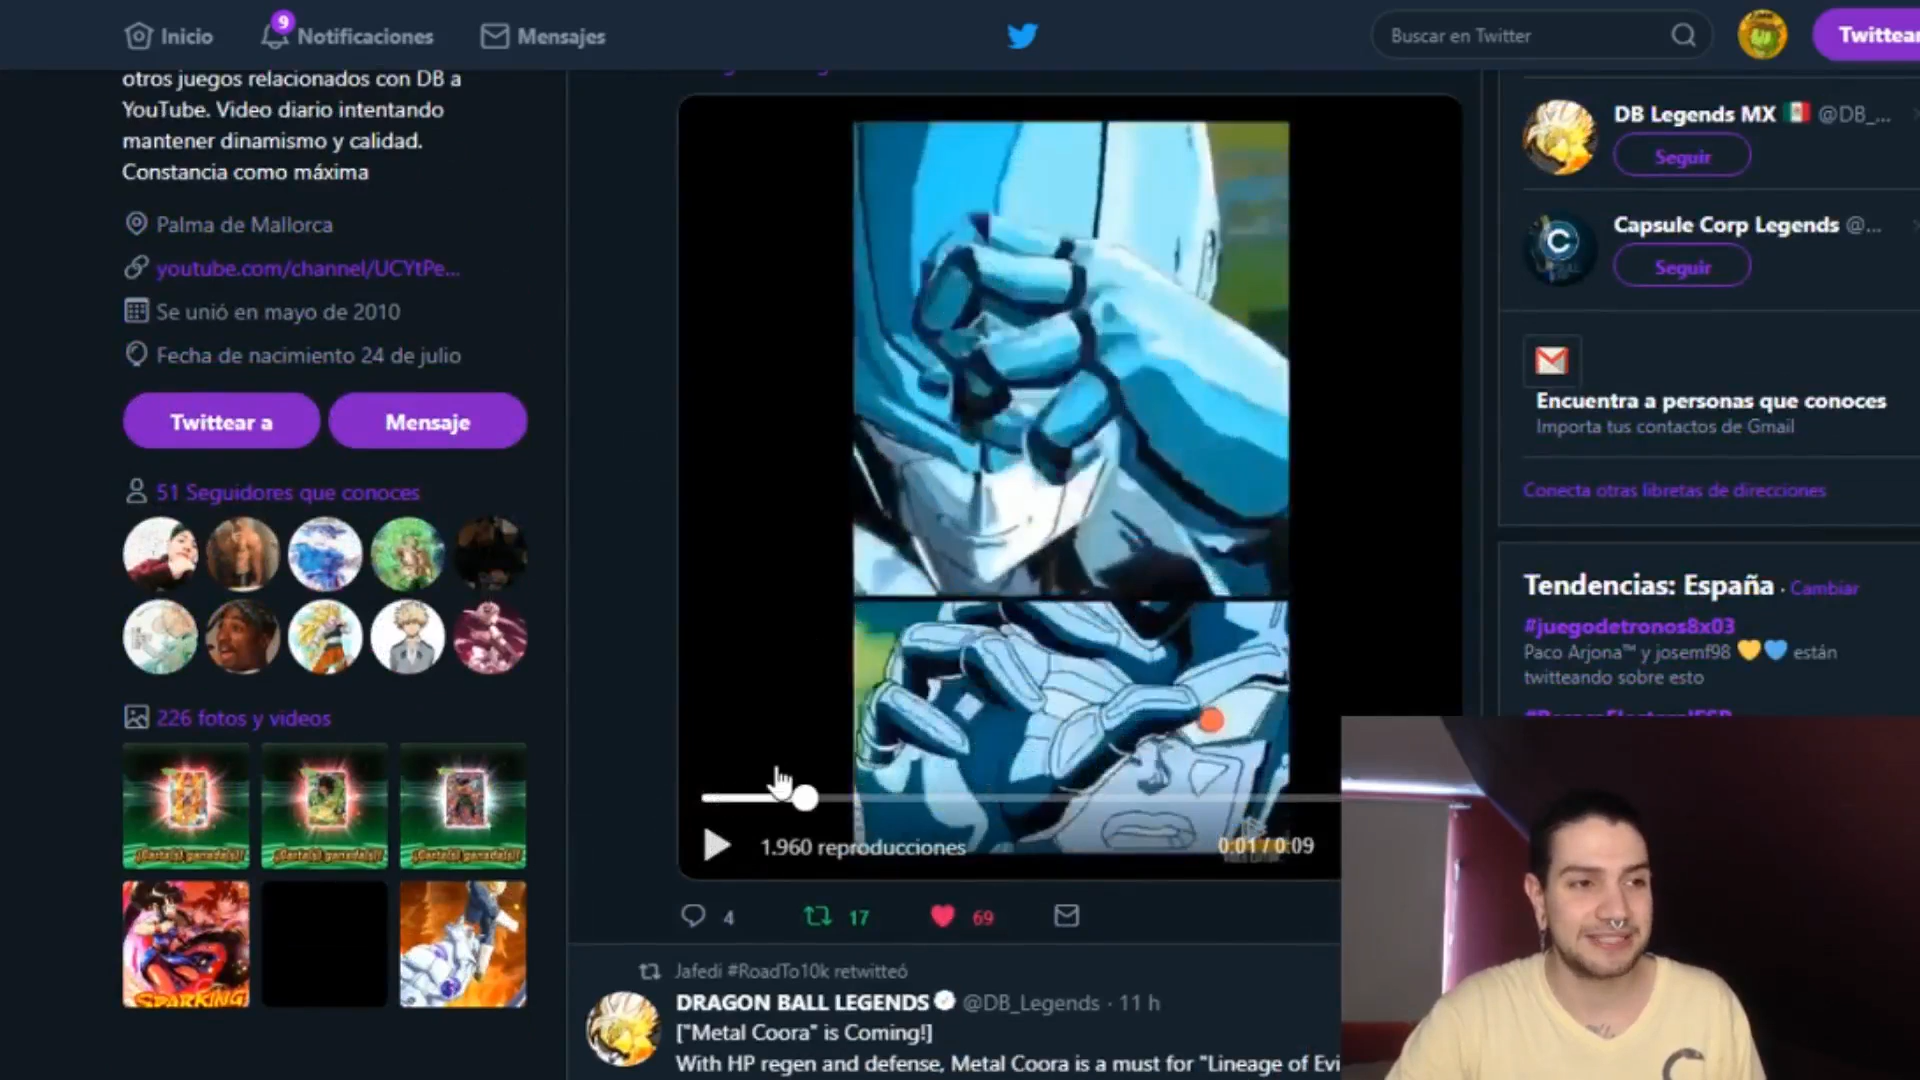 Inicio
9
Notificaciones
Mensajes
Buscar en Twitter
Twittear
otros juegos relacionados con DB a
YouTube. Video diario intentando
mantener dinamismo y calidad.
Constancia como máxima
Palma de Mallorca
youtube.com/channel/UCYtPe...
Se unió en mayo de 2010
Fecha de nacimiento 24 de julio
Twittear a
Mensaje
51 Seguidores que conoces
226 fotos y videos
¡Carta(s) ganada(s)!
¡Carta(s) ganada(s)!
¡Carta(s) ganada(s)!
SPARKING
1.960 reproducciones
0:01 / 0:09
4
17
69
Jafedi #RoadTo10k retwitteó
DRAGON BALL LEGENDS @DB_Legends · 11 h
["Metal Coora" is Coming!]
With HP regen and defense, Metal Coora is a must for "Lineage of Evi
DB Legends MX @DB_...
Seguir
Capsule Corp Legends @...
Seguir
Encuentra a personas que conoces
Importa tus contactos de Gmail
Conecta otras libretas de direcciones
Tendencias: España · Cambiar
#juegodetronos8x03
Paco Arjona™ y josemf98 están
twitteando sobre esto